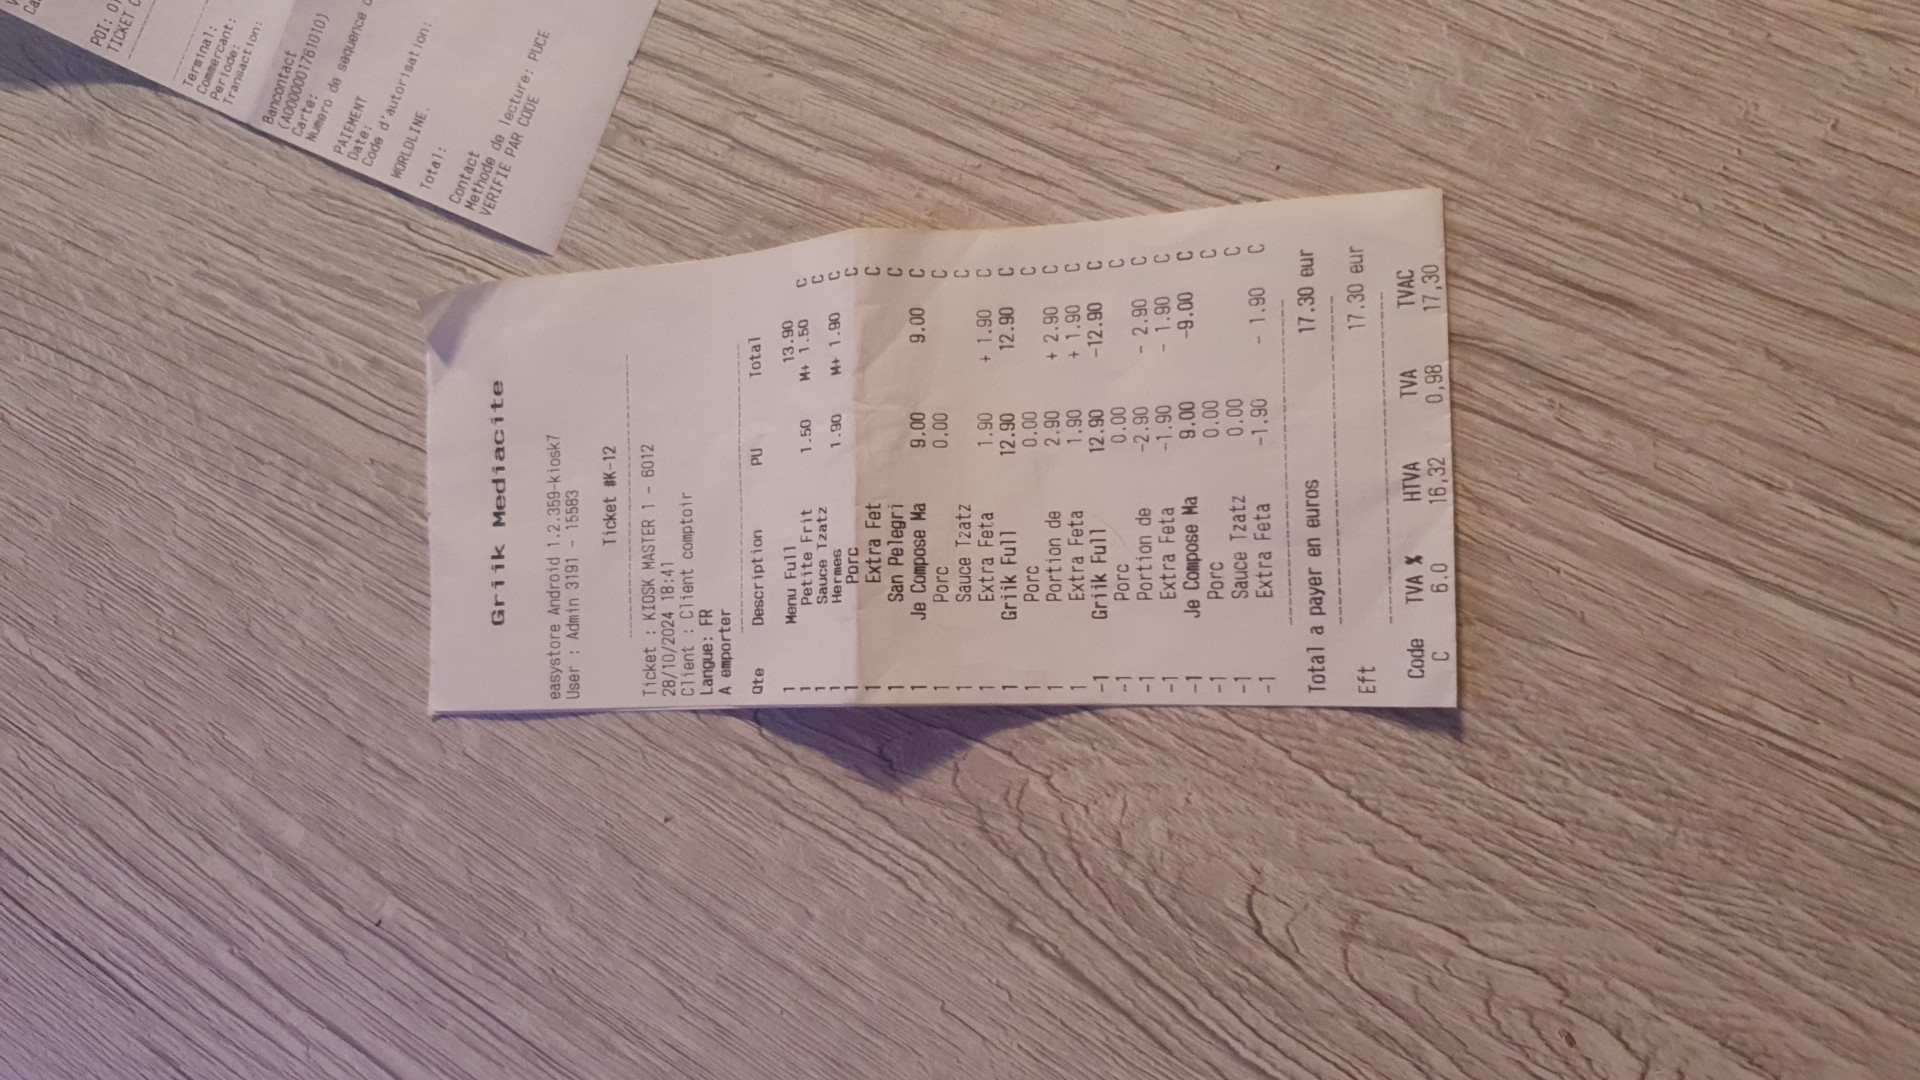 POI: 
TICKET 
Terminal:
Commercant:
Periode:
Transaction:
Bancontact
(A0000001761010)
Carte:
Numero de sequence 
PAIEMENT
Date:
Code d'autorisation:
WORLDLINE.
Total:
Contact
Methode de lecture: PUCE
VERIFIE PAR CODE
Griik Mediacite
easystore Android 1.2.359-kiosk7
User : Admin 3191 - 15583
Ticket #K-12
Ticket : KIOSK MASTER 1 - 6012
28/10/2024 18:41
Client : Client comptoir
Langue: FR
A emporter
Qte Description PU Total
1 Menu Full 13.90
1 Petite Frit 1.50 M+ 1.50 C
1 Sauce Tzatz C
1 Hermes 1.90 M+ 1.90 C
1 Porc C
1 Extra Fet C
1 San Pelegri C
1 Je Compose Ma 9.00 9.00 C
1 Porc 0.00 C
1 Sauce Tzatz C
1 Extra Feta 1.90 + 1.90 C
1 Griik Full 12.90 12.90 C
1 Porc 0.00 C
1 Portion de 2.90 + 2.90 C
1 Extra Feta 1.90 + 1.90 C
-1 Griik Full 12.90 -12.90 C
-1 Porc 0.00 C
-1 Portion de -2.90 - 2.90 C
-1 Extra Feta -1.90 - 1.90 C
-1 Je Compose Ma 9.00 -9.00 C
-1 Porc 0.00 C
-1 Sauce Tzatz 0.00 C
-1 Extra Feta -1.90 - 1.90 C
Total a payer en euros 17.30 eur
Eft 17.30 eur
Code TVA % HTVA TVA TVAC
C 6.0 16,32 0,98 17,30